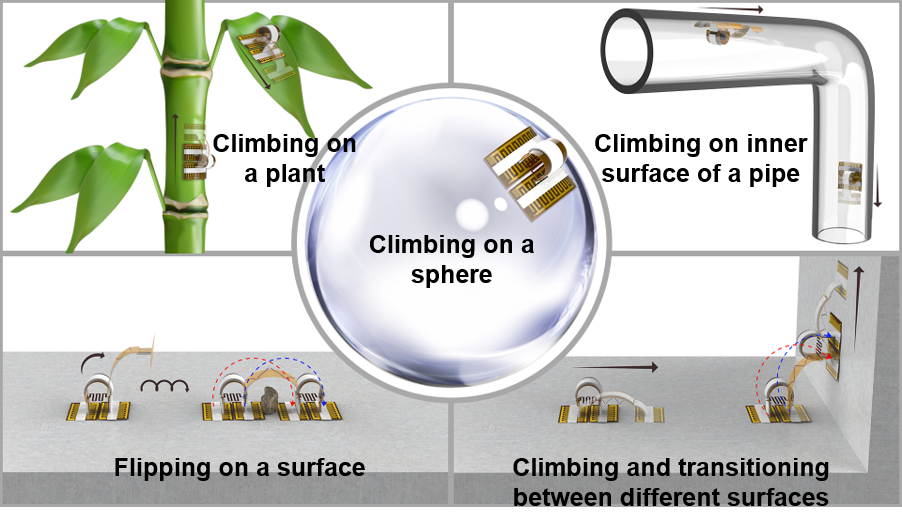 Climbing on
a plant
Climbing on inner
surface of a pipe
Climbing on a
sphere
Flipping on a surface
Climbing and transitioning
between different surfaces